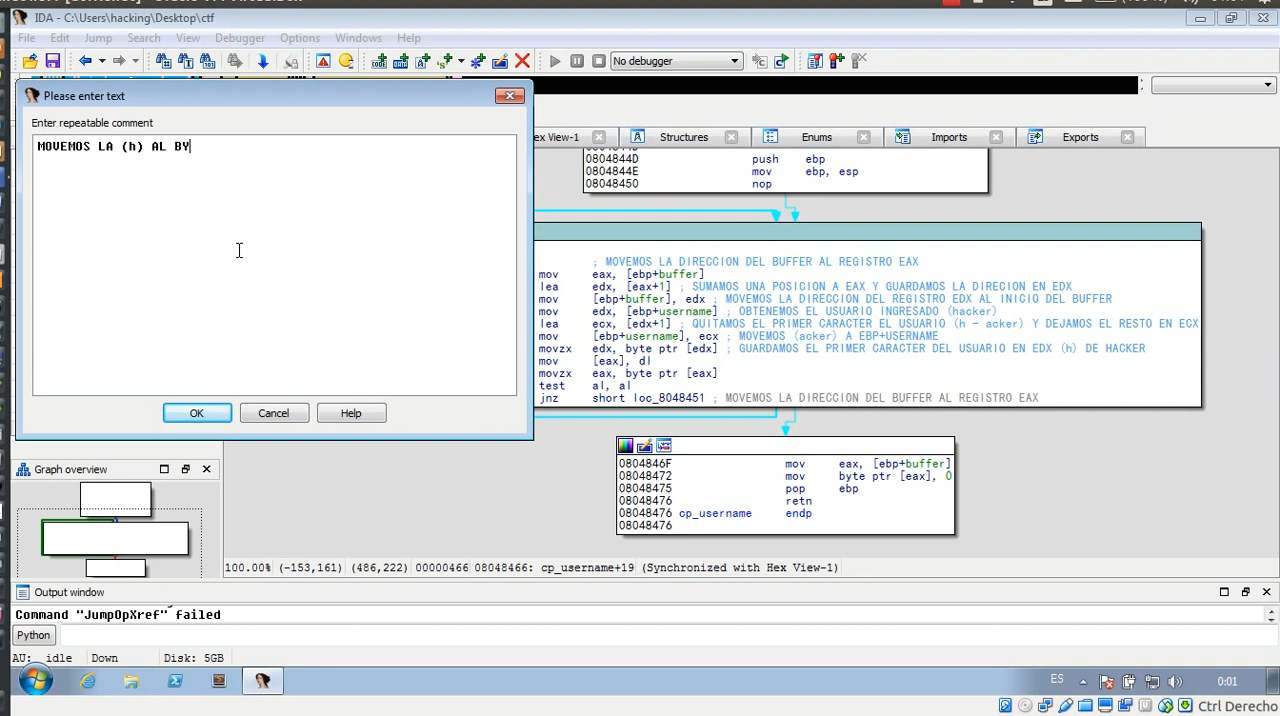 IDA - C:\Users\hacking\Desktop\ctf
File Edit Jump Search View Debugger Options Windows Help
No debugger
Please enter text
Enter repeatable comment
MOVEMOS LA (h) AL BY
OK Cancel Help
Hex View-1 Structures Enums Imports Exports
0804844D push ebp
0804844E mov ebp, esp
08048450 nop
; MOVEMOS LA DIRECCION DEL BUFFER AL REGISTRO EAX
mov eax, [ebp+buffer]
lea edx, [eax+1] ; SUMAMOS UNA POSICION A EAX Y GUARDAMOS LA DIRECION EN EDX
mov [ebp+buffer], edx ; MOVEMOS LA DIRECCION DEL REGISTRO EDX AL INICIO DEL BUFFER
mov edx, [ebp+username] ; OBTENEMOS EL USUARIO INGRESADO (hacker)
lea ecx, [edx+1] ; QUITAMOS EL PRIMER CARACTER EL USUARIO (h - acker) Y DEJAMOS EL RESTO EN ECX
mov [ebp+username], ecx ; MOVEMOS (acker) A EBP+USERNAME
movzx edx, byte ptr [edx] ; GUARDAMOS EL PRIMER CARACTER DEL USUARIO EN EDX (h) DE HACKER
mov [eax], dl
movzx eax, byte ptr [eax]
test al, al
jnz short loc_8048451 ; MOVEMOS LA DIRECCION DEL BUFFER AL REGISTRO EAX
0804846F mov eax, [ebp+buffer]
08048472 mov byte ptr [eax], 0
08048475 pop ebp
08048476 retn
08048476 cp_username endp
08048476
Graph overview
100.00% (-153,161) (486,222) 00000466 08048466: cp_username+19 (Synchronized with Hex View-1)
Output window
Command "JumpOpXref" failed
Python
AU: idle Down Disk: 5GB
ES 0:01
Ctrl Derecho